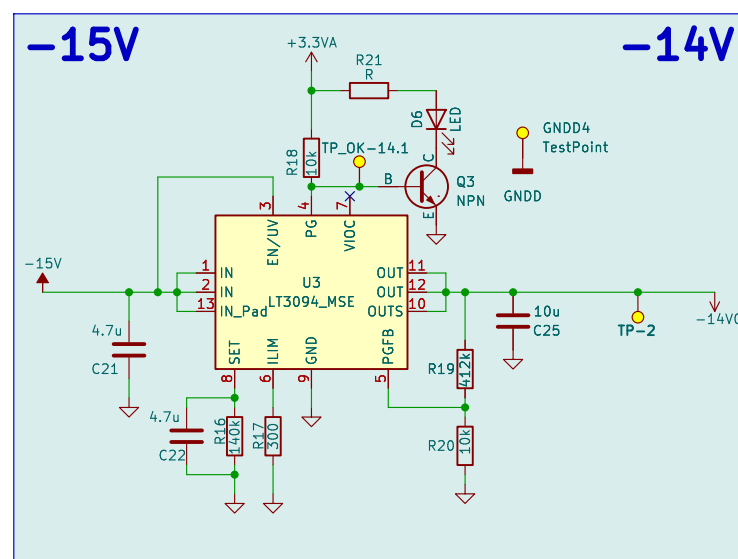 -15V
-14V
+3.3VA
R21
R
D6
LED
GNDD4
TestPoint
GNDD
R18
10k
TP_OK-14.1
B
C
E
Q3
NPN
3
4
7
EN/UV
PG
VIOC
-15V
1
2
13
IN
IN
IN_Pad
U3
LT3094_MSE
OUT
OUT
OUTS
11
12
10
SET
ILIM
GND
PGFB
8
6
9
5
4.7u
C21
4.7u
C22
R16
140k
R17
300
R19
412k
R20
10k
10u
C25
TP-2